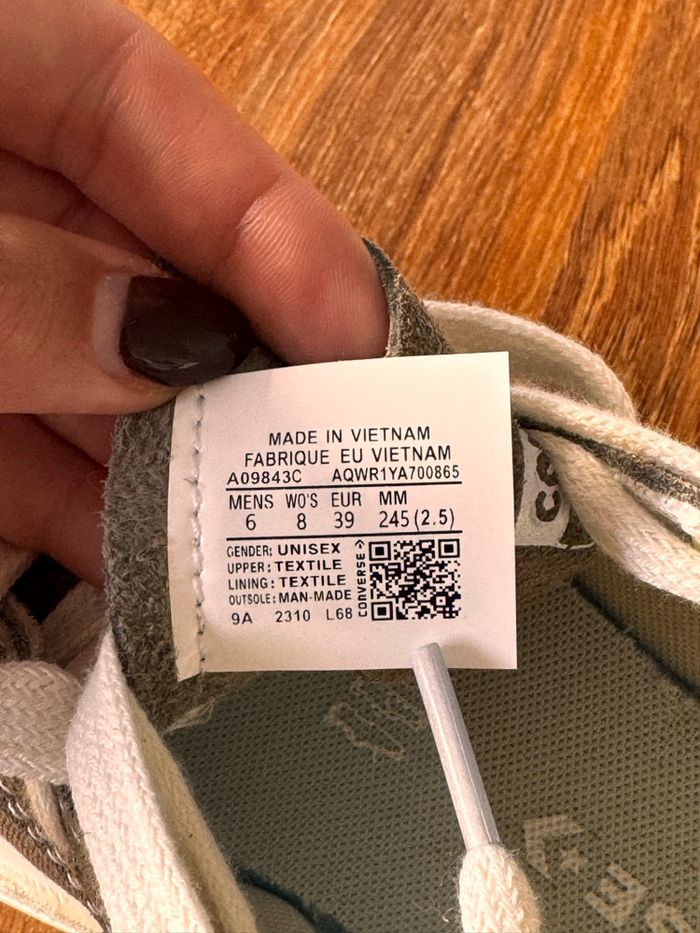 MADE IN VIETNAM
FABRIQUE EU VIETNAM
A09843C AQWR1YA700865
MENS WO'S EUR MM
6 8 39 245 (2.5)
GENDER: UNISEX
UPPER: TEXTILE
LINING: TEXTILE
OUTSOLE: MAN-MADE
9A 2310 L68
CONVERSE